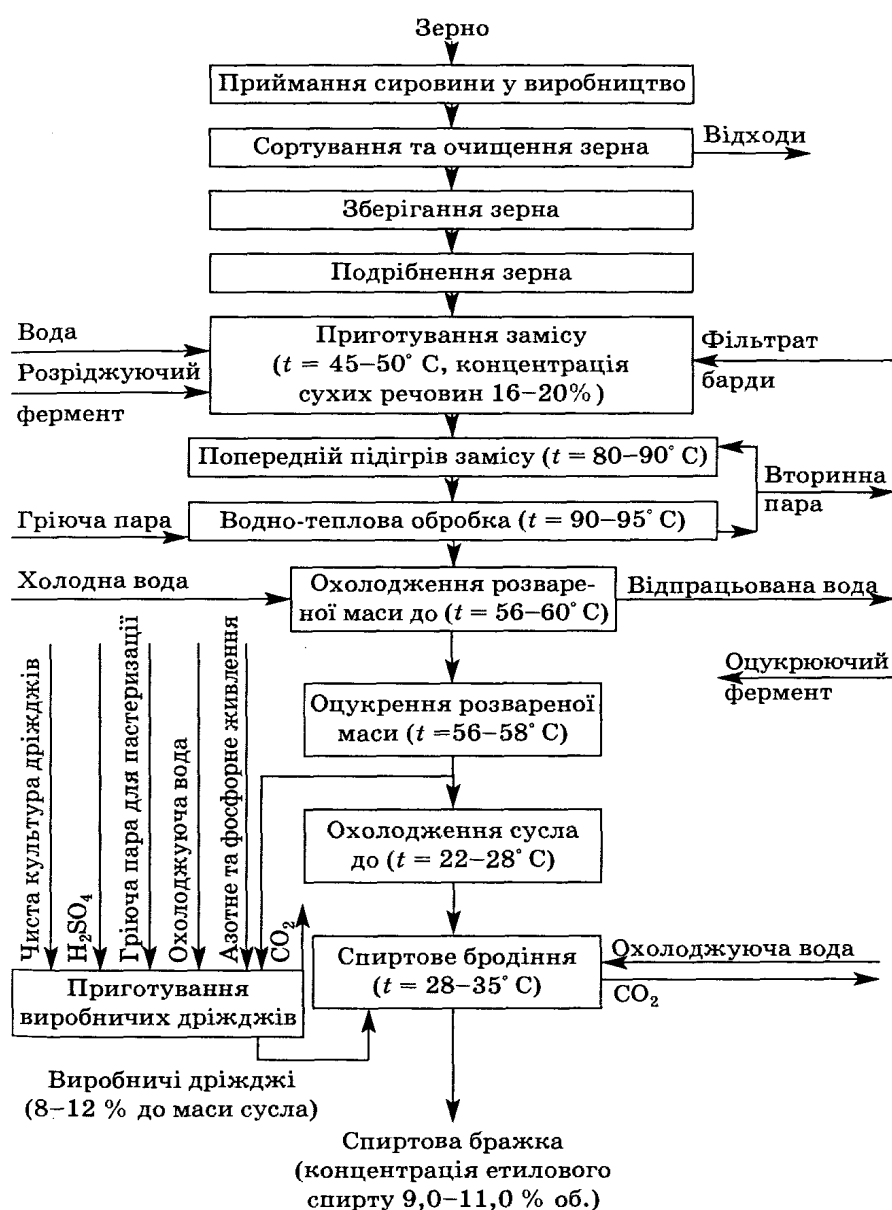 Зерно
Приймання сировини у виробництво
Сортування та очищення зерна
Відходи
Зберігання зерна
Подрібнення зерна
Вода
Розріджуючий
фермент
Приготування замісу
(t = 45–50° C, концентрація
сухих речовин 16–20%)
Фільтрат
барди
Попередній підігрів замісу (t = 80–90° C)
Вторинна
пара
Гріюча пара
Водно-теплова обробка (t = 90–95° C)
Холодна вода
Охолодження розваре-
ної маси до (t = 56–60° C)
Відпрацьована вода
Оцукрюючий
фермент
Оцукрення розвареної
маси (t =56–58° C)
Охолодження сусла
до (t = 22–28° C)
Чиста культура дріжджів
H₂SO₄
Гріюча пара для пастеризації
Охолоджуюча вода
Азотне та фосфорне живлення
CO₂
Приготування
виробничих дріжджів
Спиртове бродіння
(t = 28–35° C)
Охолоджуюча вода
CO₂
Виробничі дріжджі
(8–12 % до маси сусла)
Спиртова бражка
(концентрація етилового
спирту 9,0–11,0 % об.)